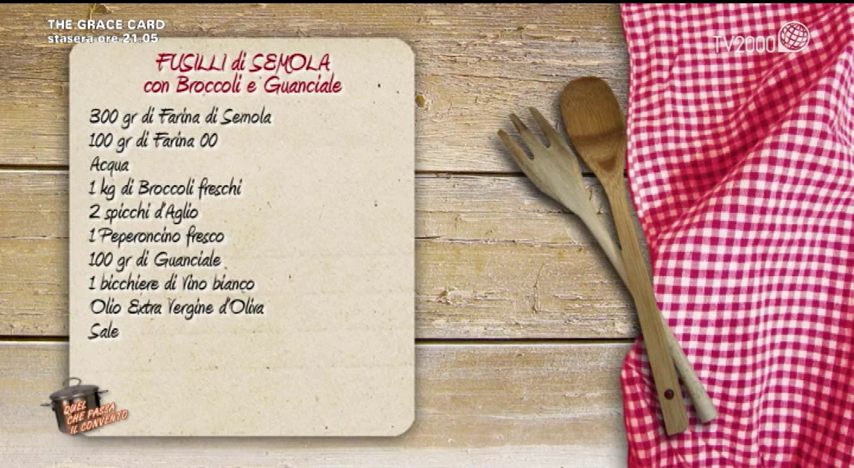 THE GRACE CARD
stasera ore 21.05
TV2000
FUSILLI di SEMOLA
con Broccoli e Guanciale
300 gr di Farina di Semola
100 gr di Farina 00
Acqua
1 kg di Broccoli freschi
2 spicchi d'Aglio
1 Peperoncino fresco
100 gr di Guanciale
1 bicchiere di Vino bianco
Olio Extra Vergine d'Oliva
Sale
QUEL
CHE PASSA
IL CONVENTO